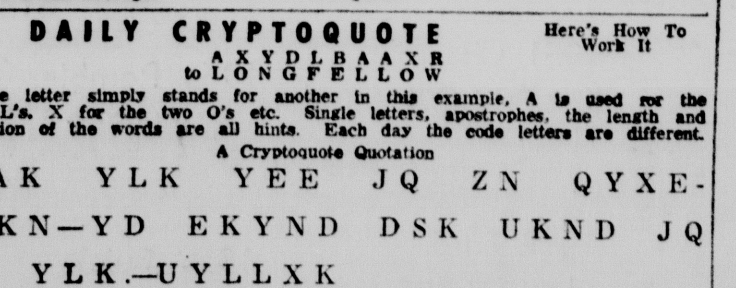 DAILY CRYPTOQUOTE
Here's How To
Work It
A X Y D L B A A X R
to L O N G F E L L O W
letter simply stands for another in this example, A is used for the
L's, X for the two O's etc. Single letters, apostrophes, the length and
of the words are all hints. Each day the code letters are different.
A Cryptoquote Quotation
K YLK YEE JQ ZN QYXE-
KN—YD EKYND DSK UKND JQ
YLK.—UYLLXK